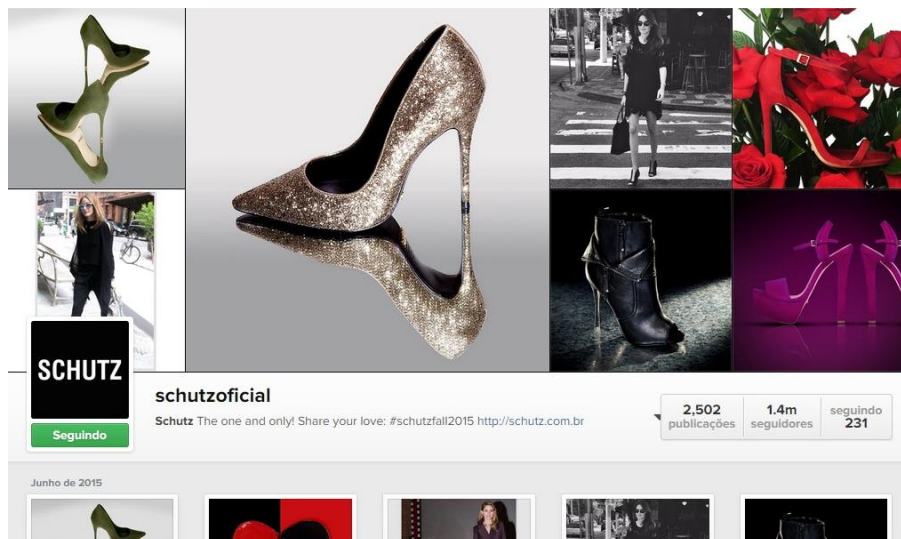 SCHUTZ
Seguindo
schutzoficial
Schutz The one and only! Share your love: #schutzfall2015 http://schutz.com.br
2,502
publicações
1.4m
seguidores
seguindo
231
Junho de 2015